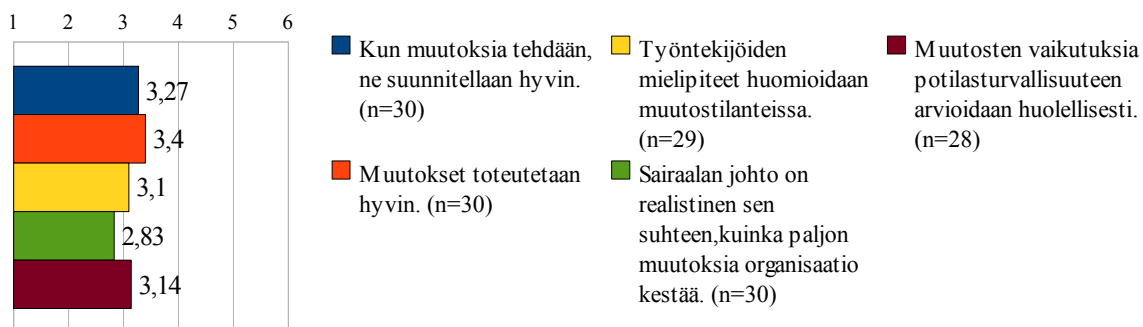 1 2 3 4 5 6
3,27
3,4
3,1
2,83
3,14
Kun muutoksia tehdään,
ne suunnitellaan hyvin.
(n=30)
Muutokset toteutetaan
hyvin. (n=30)
Työntekijöiden
mielipiteet huomioidaan
muutostilanteissa.
(n=29)
Sairaalan johto on
realistinen sen
suhteen,kuinka paljon
muutoksia organisaatio
kestää. (n=30)
Muutosten vaikutuksia
potilasturvallisuuteen
arvioidaan huolellisesti.
(n=28)